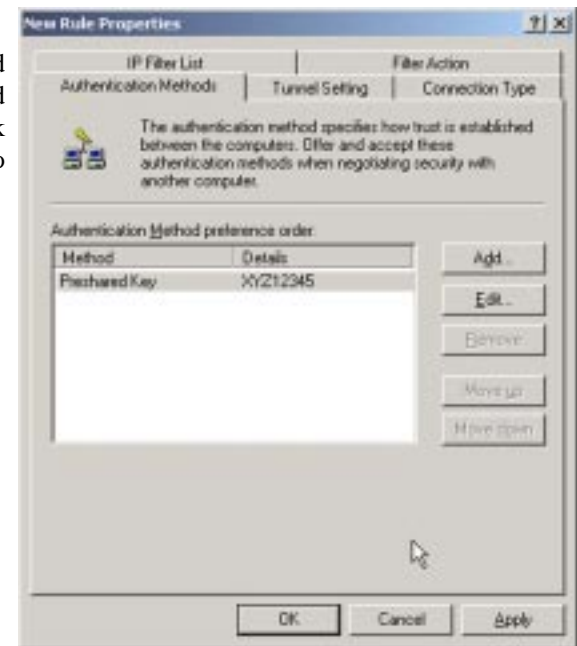 New Rule Properties
IP Filter List
Filter Action
Authentication Methods
Tunnel Setting
Connection Type
The authentication method specifies how trust is established
between the computers. Offer and accept these
authentication methods when negotiating security with
another computer.
Authentication Method preference order:
Method Details
Preshared Key XYZ12345
Add...
Edit...
Remove
Move up
Move down
OK Cancel Apply